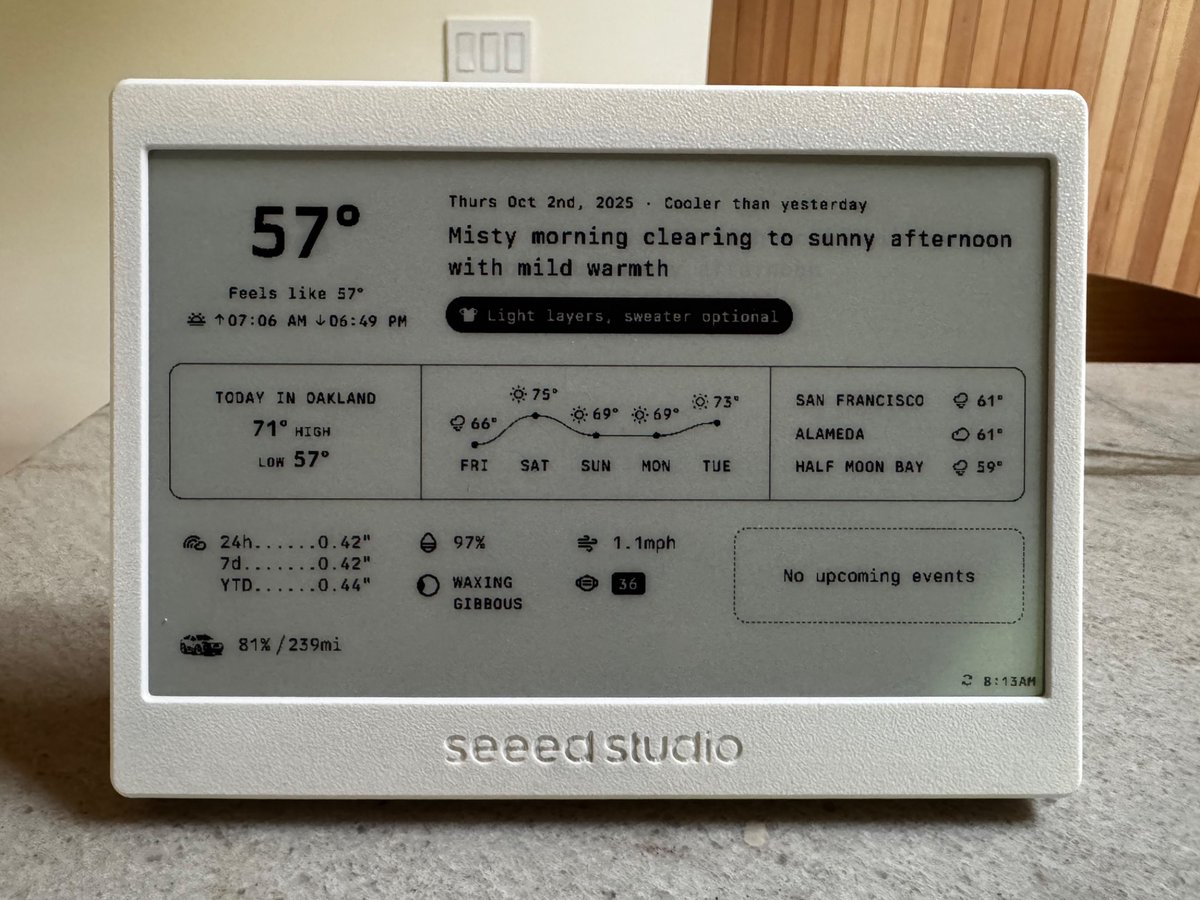 57°
Feels like 57°
↑07:06 AM ↓06:49 PM
Thurs Oct 2nd, 2025 · Cooler than yesterday
Misty morning clearing to sunny afternoon
with mild warmth
Light layers, sweater optional
TODAY IN OAKLAND
71° HIGH
LOW 57°
66° 75° 69° 69° 73°
FRI SAT SUN MON TUE
SAN FRANCISCO 61°
ALAMEDA 61°
HALF MOON BAY 59°
24h......0.42"
7d.......0.42"
YTD......0.44"
97%
WAXING
GIBBOUS
1.1mph
36
No upcoming events
81%/239mi
8:13AM
seeed studio